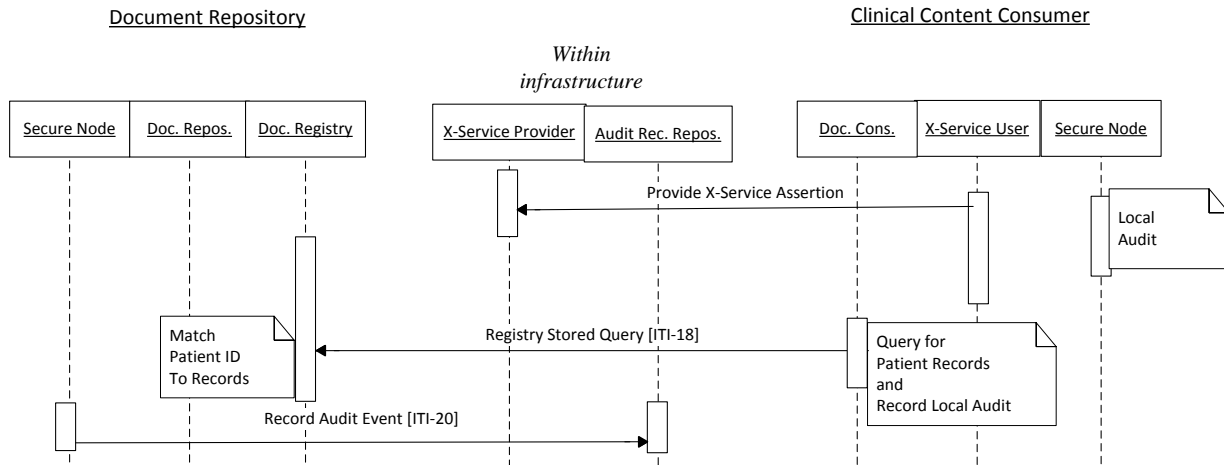 Document Repository
Clinical Content Consumer
Within
infrastructure
Secure Node
Doc. Repos.
Doc. Registry
X-Service Provider
Audit Rec. Repos.
Doc. Cons.
X-Service User
Secure Node
Provide X-Service Assertion
Local
Audit
Match
Patient ID
To Records
Registry Stored Query [ITI-18]
Query for
Patient Records
and
Record Local Audit
Record Audit Event [ITI-20]